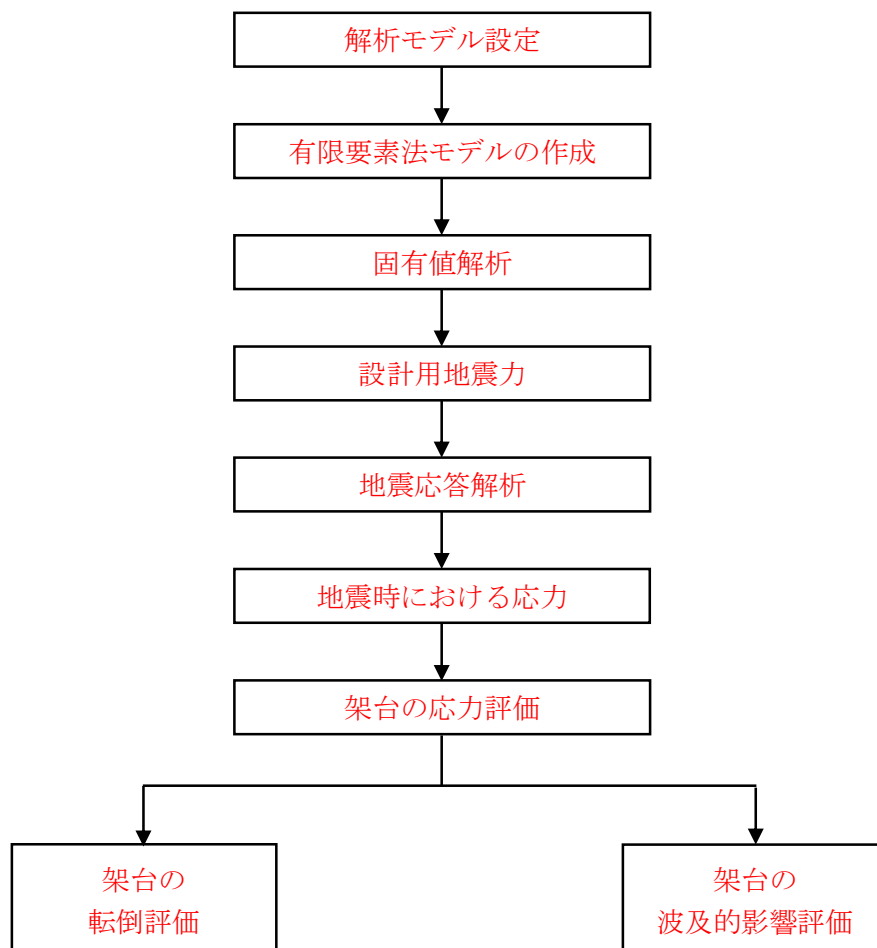 解析モデル設定
有限要素法モデルの作成
固有値解析
設計用地震力
地震応答解析
地震時における応力
架台の応力評価
架台の
転倒評価
架台の
波及的影響評価